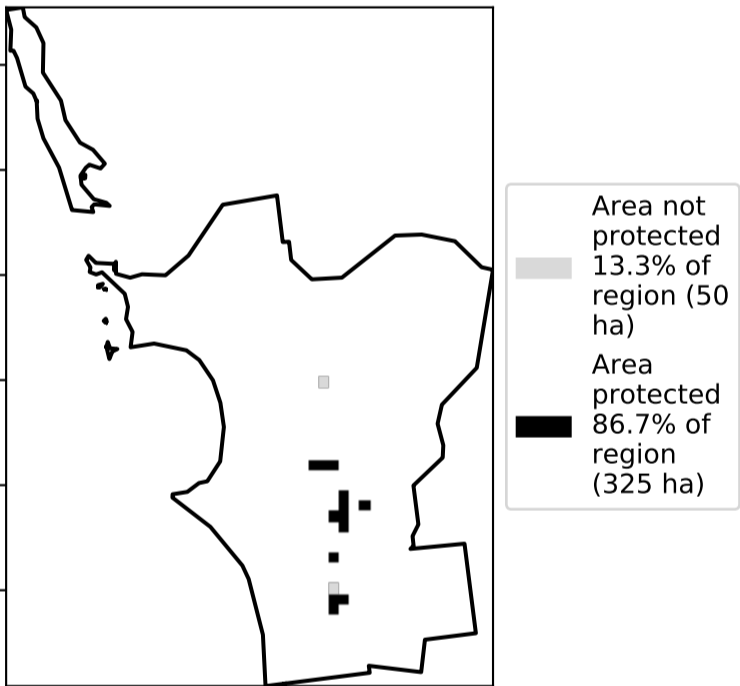 Area not
protected
13.3% of
region (50
ha)
Area
protected
86.7% of
region
(325 ha)